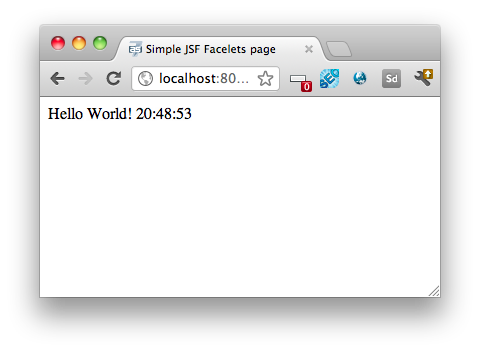 Simple JSF Facelets page
localhost:80...
0
Sd
Hello World! 20:48:53